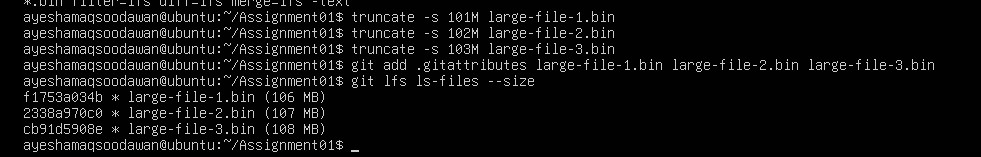 *.bin filter=lfs diff=lfs merge=lfs -text
ayeshamaqsoodawan@ubuntu:~/Assignment01$ truncate -s 101M large-file-1.bin
ayeshamaqsoodawan@ubuntu:~/Assignment01$ truncate -s 102M large-file-2.bin
ayeshamaqsoodawan@ubuntu:~/Assignment01$ truncate -s 103M large-file-3.bin
ayeshamaqsoodawan@ubuntu:~/Assignment01$ git add .gitattributes large-file-1.bin large-file-2.bin large-file-3.bin
ayeshamaqsoodawan@ubuntu:~/Assignment01$ git lfs ls-files --size
f1753a034b * large-file-1.bin (106 MB)
2338a970c0 * large-file-2.bin (107 MB)
cb91d5908e * large-file-3.bin (108 MB)
ayeshamaqsoodawan@ubuntu:~/Assignment01$ _